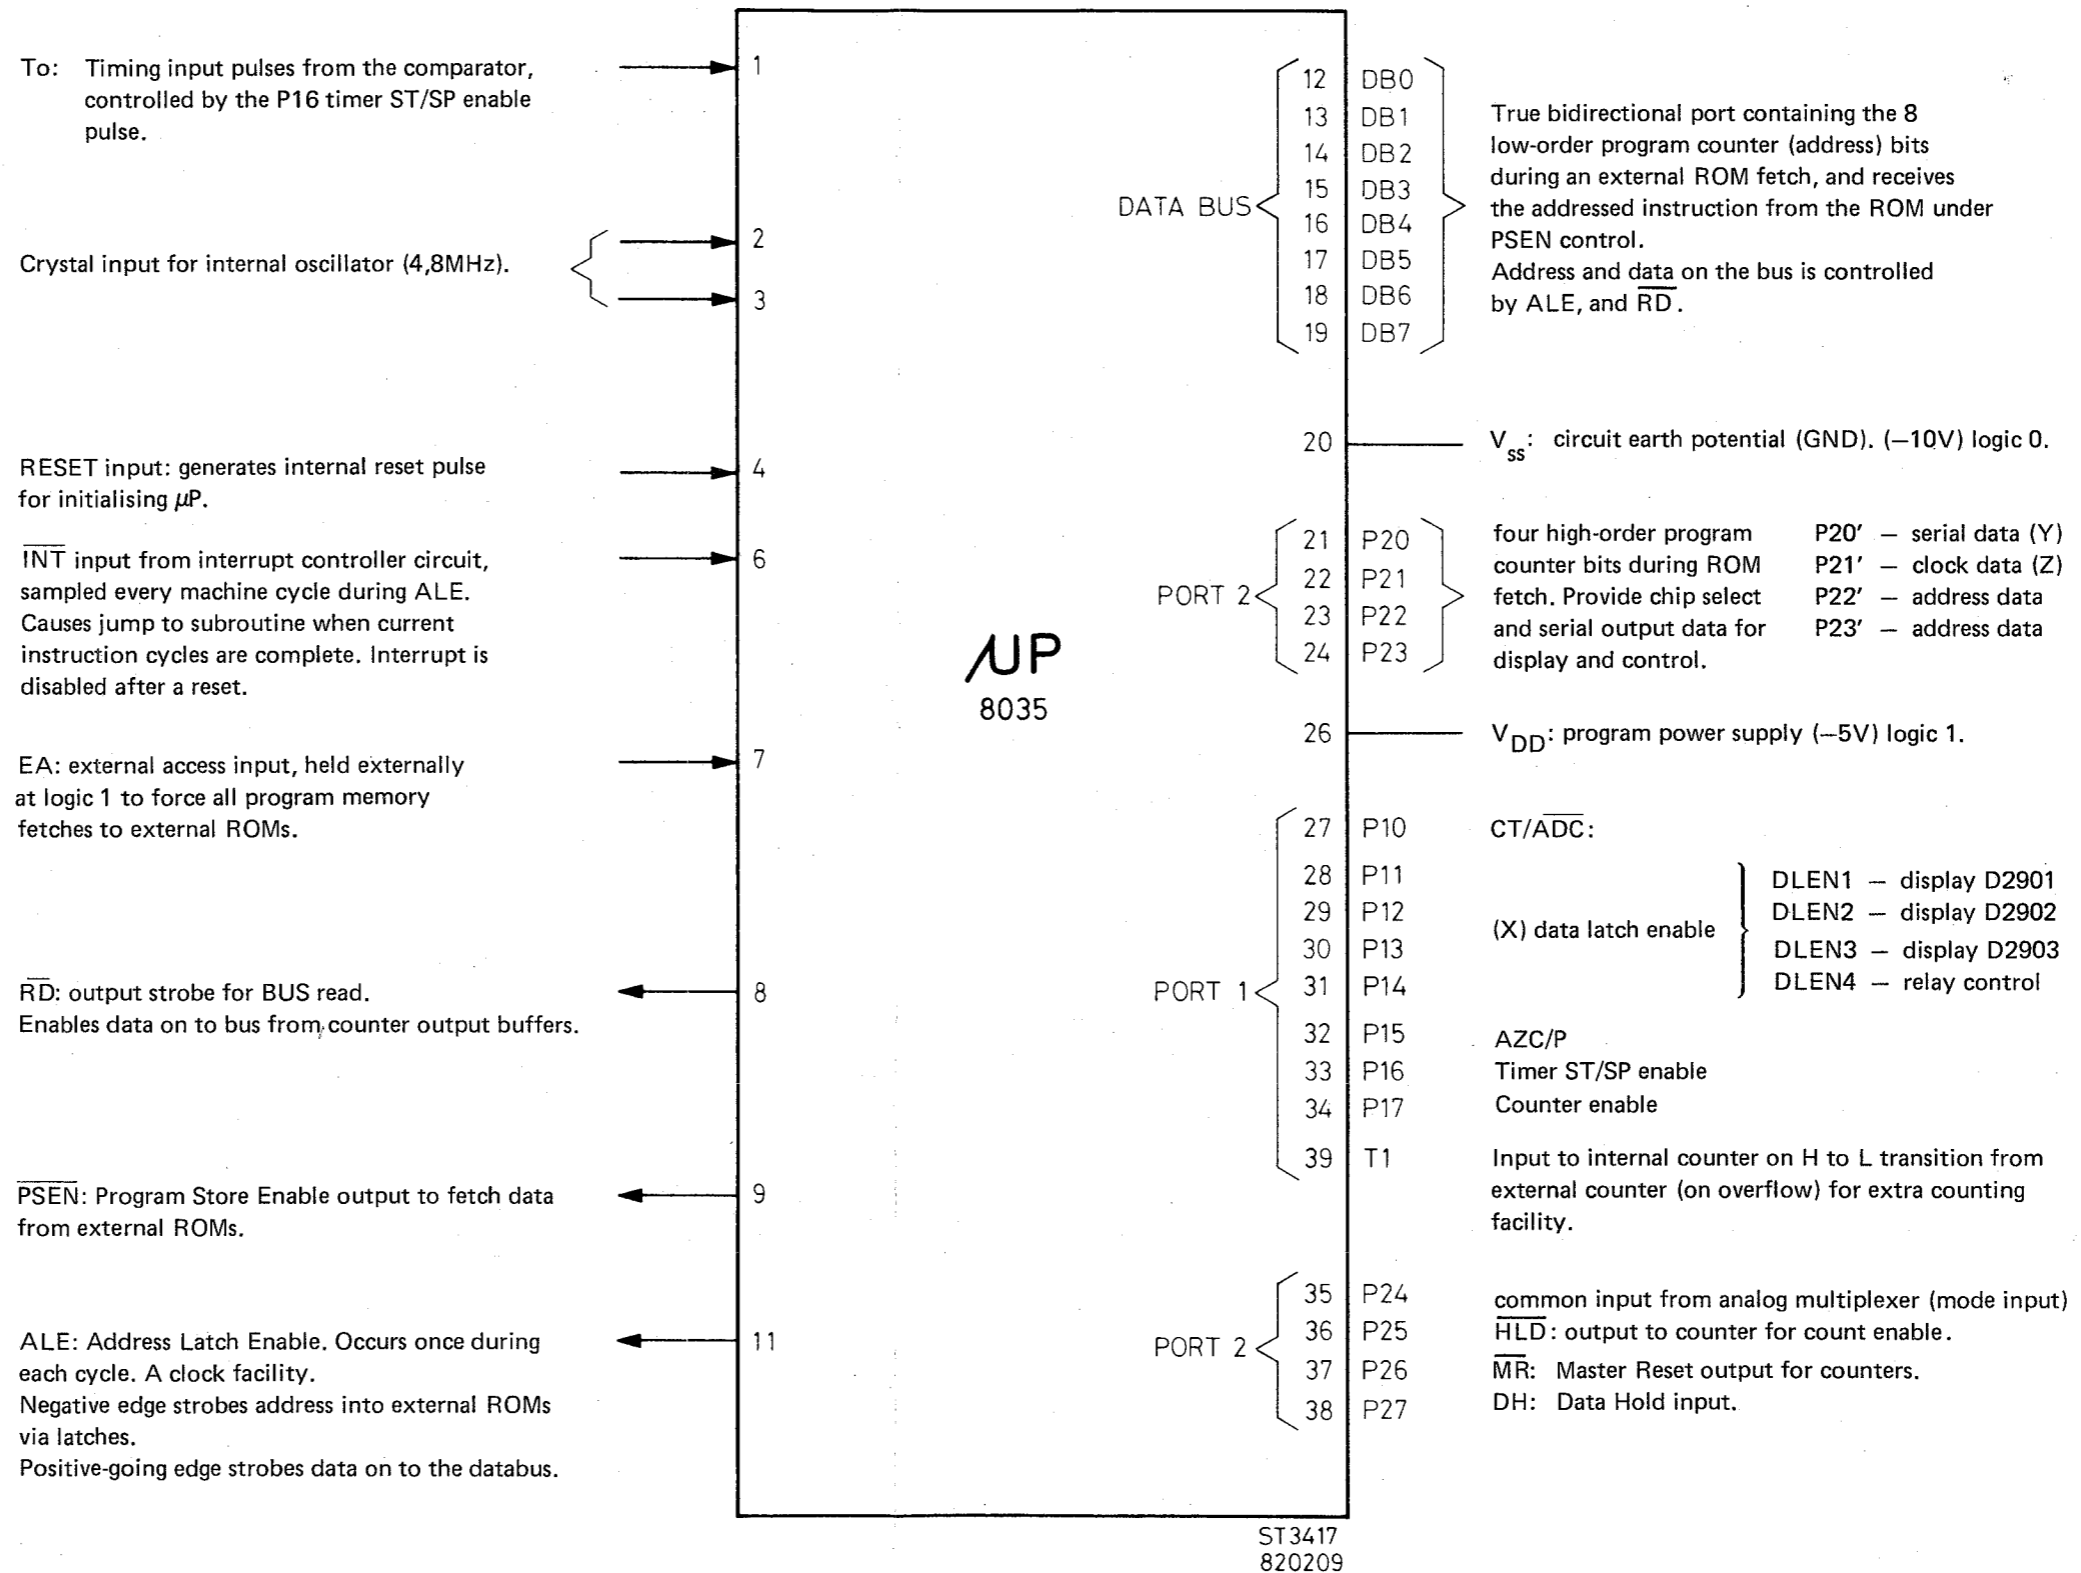 To: Timing input pulses from the comparator,
controlled by the P16 timer ST/SP enable
pulse.
1
Crystal input for internal oscillator (4,8MHz).
2
3
RESET input: generates internal reset pulse
for initialising μP.
4
INT input from interrupt controller circuit,
sampled every machine cycle during ALE.
Causes jump to subroutine when current
instruction cycles are complete. Interrupt is
disabled after a reset.
6
EA: external access input, held externally
at logic 1 to force all program memory
fetches to external ROMs.
7
RD: output strobe for BUS read.
Enables data on to bus from counter output buffers.
8
PSEN: Program Store Enable output to fetch data
from external ROMs.
9
ALE: Address Latch Enable. Occurs once during
each cycle. A clock facility.
Negative edge strobes address into external ROMs
via latches.
Positive-going edge strobes data on to the databus.
11
μP
8035
DATA BUS
12 DB0
13 DB1
14 DB2
15 DB3
16 DB4
17 DB5
18 DB6
19 DB7
True bidirectional port containing the 8
low-order program counter (address) bits
during an external ROM fetch, and receives
the addressed instruction from the ROM under
PSEN control.
Address and data on the bus is controlled
by ALE, and RD.
20 Vss: circuit earth potential (GND). (—10V) logic 0.
PORT 2
21 P20
22 P21
23 P22
24 P23
four high-order program
counter bits during ROM
fetch. Provide chip select
and serial output data for
display and control.
P20′ — serial data (Y)
P21′ — clock data (Z)
P22′ — address data
P23′ — address data
26 VDD: program power supply (—5V) logic 1.
PORT 1
27 P10 CT/ADC:
28 P11
29 P12
30 P13
31 P14
(X) data latch enable
DLEN1 — display D2901
DLEN2 — display D2902
DLEN3 — display D2903
DLEN4 — relay control
32 P15 AZC/P
33 P16 Timer ST/SP enable
34 P17 Counter enable
39 T1 Input to internal counter on H to L transition from
external counter (on overflow) for extra counting
facility.
PORT 2
35 P24 common input from analog multiplexer (mode input)
36 P25 HLD: output to counter for count enable.
37 P26 MR: Master Reset output for counters.
38 P27 DH: Data Hold input.
ST3417
820209